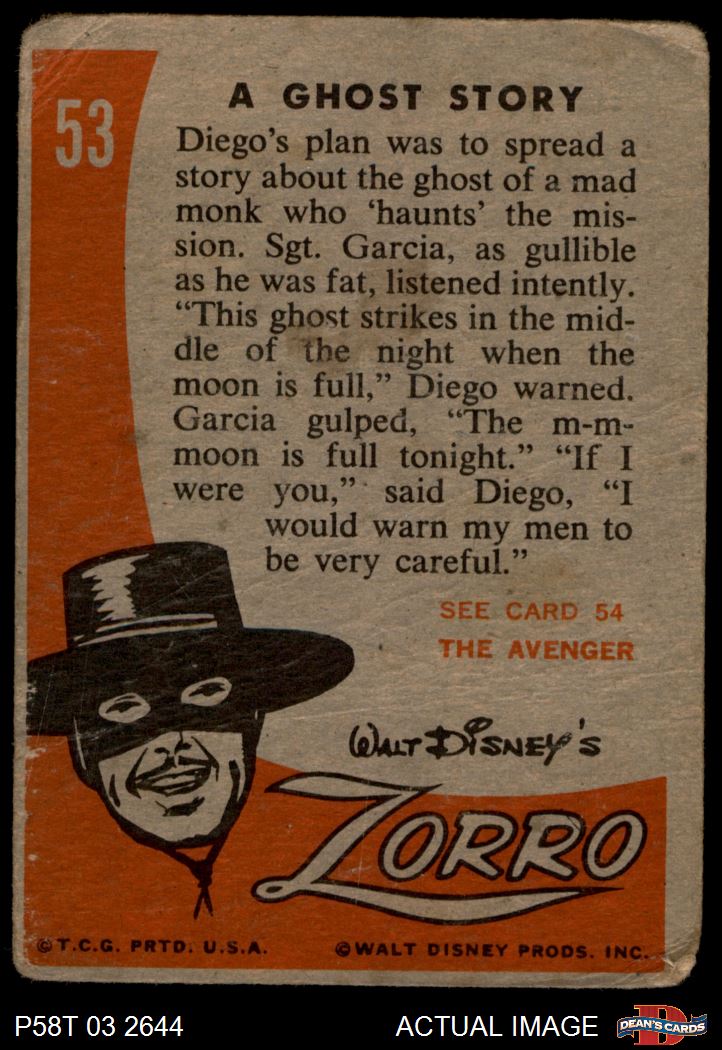 53
A GHOST STORY
Diego's plan was to spread a
story about the ghost of a mad
monk who 'haunts' the mis-
sion. Sgt. Garcia, as gullible
as he was fat, listened intently.
“This ghost strikes in the mid-
dle of the night when the
moon is full,” Diego warned.
Garcia gulped, “The m-m-
moon is full tonight.” “If I
were you,” said Diego, “I
would warn my men to
be very careful.”
SEE CARD 54
THE AVENGER
WALT DISNEY'S
ZORRO
©T.C.G. PRTD. U.S.A.
©WALT DISNEY PRODS. INC.
P58T 03 2644
ACTUAL IMAGE
D
DEAN'S CARDS